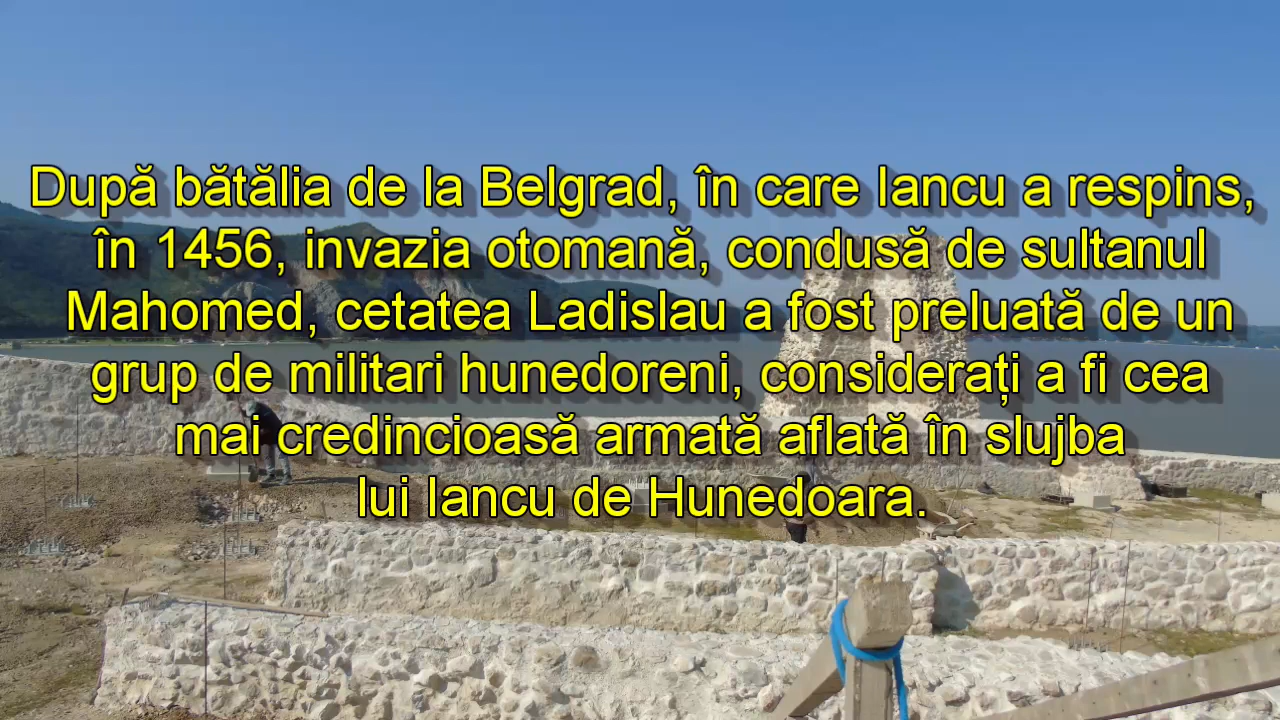 După bătălia de la Belgrad, în care Iancu a respins,
în 1456, invazia otomană, condusă de sultanul
Mahomed, cetatea Ladislau a fost preluată de un
grup de militari hunedoreni, considerați a fi cea
mai credincioasă armată aflată în slujba
lui Iancu de Hunedoara.